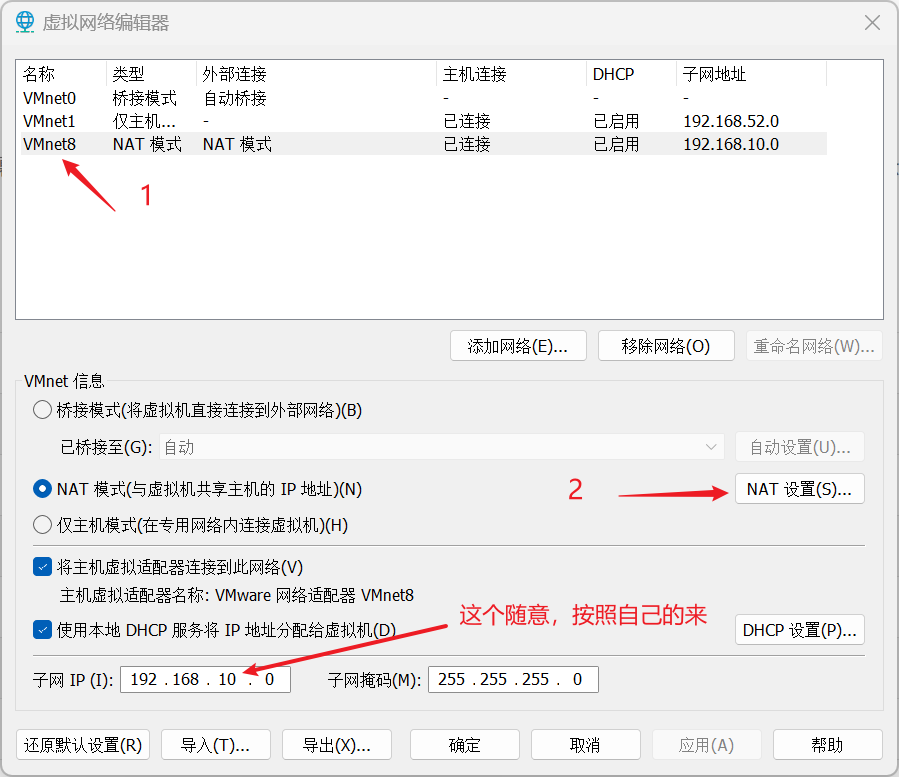 虚拟网络编辑器
名称 类型 外部连接 主机连接 DHCP 子网地址
VMnet0 桥接模式 自动桥接 - - -
VMnet1 仅主机... - 已连接 已启用 192.168.52.0
VMnet8 NAT 模式 NAT 模式 已连接 已启用 192.168.10.0
1
添加网络(E)... 移除网络(O) 重命名网络(W)...
VMnet 信息
桥接模式(将虚拟机直接连接到外部网络)(B)
已桥接至(G): 自动 自动设置(U)...
NAT 模式(与虚拟机共享主机的 IP 地址)(N) 2 NAT 设置(S)...
仅主机模式(在专用网络内连接虚拟机)(H)
将主机虚拟适配器连接到此网络(V)
主机虚拟适配器名称: VMware 网络适配器 VMnet8
这个随意，按照自己的来
使用本地 DHCP 服务将 IP 地址分配给虚拟机(D) DHCP 设置(P)...
子网 IP (I): 192 . 168 . 10 . 0 子网掩码(M): 255 . 255 . 255 . 0
还原默认设置(R) 导入(T)... 导出(X)... 确定 取消 应用(A) 帮助